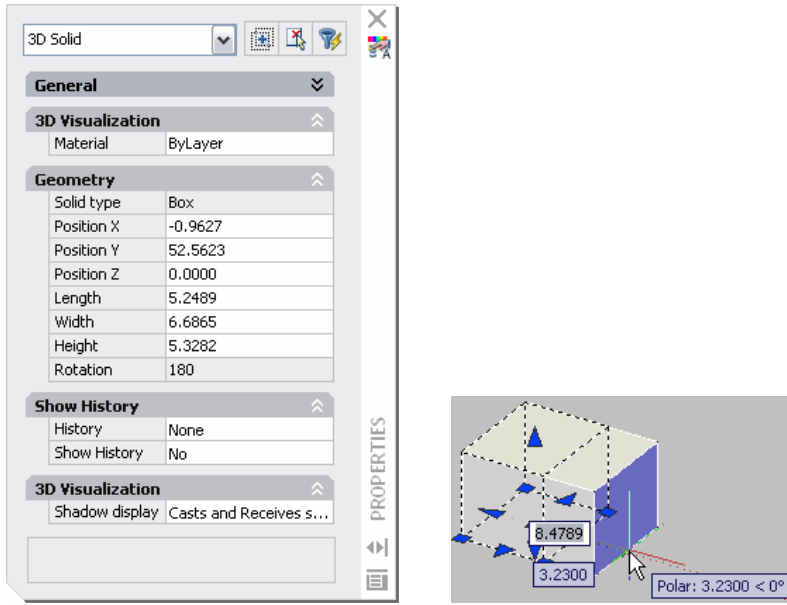 3D Solid
General
3D Visualization
Material ByLayer
Geometry
Solid type Box
Position X -0.9627
Position Y 52.5623
Position Z 0.0000
Length 5.2489
Width 6.6865
Height 5.3282
Rotation 180
Show History
History None
Show History No
3D Visualization
Shadow display Casts and Receives s...
PROPERTIES
8.4789
3.2300
Polar: 3.2300 < 0°